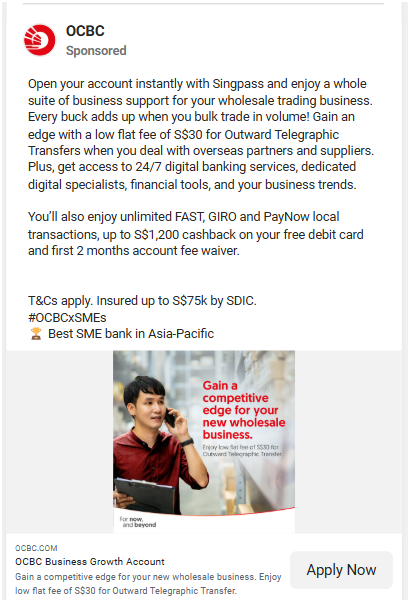 OCBC
Sponsored
Open your account instantly with Singpass and enjoy a whole
suite of business support for your wholesale trading business.
Every buck adds up when you bulk trade in volume! Gain an
edge with a low flat fee of S$30 for Outward Telegraphic
Transfers when you deal with overseas partners and suppliers.
Plus, get access to 24/7 digital banking services, dedicated
digital specialists, financial tools, and your business trends.
You’ll also enjoy unlimited FAST, GIRO and PayNow local
transactions, up to S$1,200 cashback on your free debit card
and first 2 months account fee waiver.
T&Cs apply. Insured up to S$75k by SDIC.
#OCBCxSMEs
🏆 Best SME bank in Asia-Pacific
Gain a
competitive
edge for your
new wholesale
business.
Enjoy low flat fee of S$30 for
Outward Telegraphic Transfer.
For now,
and beyond
OCBC.COM
OCBC Business Growth Account
Gain a competitive edge for your new wholesale business. Enjoy
low flat fee of S$30 for Outward Telegraphic Transfer.
Apply Now